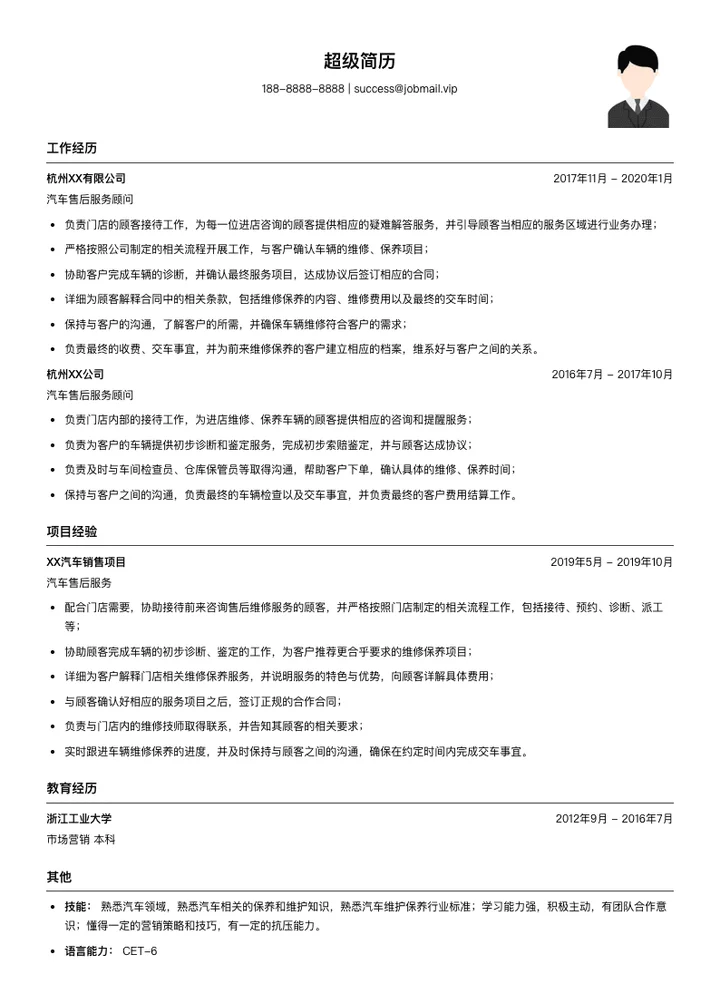 超级简历
188-8888-8888 | success@jobmail.vip
工作经历
杭州XX有限公司 2017年11月 – 2020年1月
汽车售后服务顾问
• 负责门店的顾客接待工作，为每一位进店咨询的顾客提供相应的疑难解答服务，并引导顾客当相应的服务区域进行业务办理；
• 严格按照公司制定的相关流程开展工作，与客户确认车辆的维修、保养项目；
• 协助客户完成车辆的诊断，并确认最终服务项目，达成协议后签订相应的合同；
• 详细为顾客解释合同中的相关条款，包括维修保养的内容、维修费用以及最终的交车时间；
• 保持与客户的沟通，了解客户的所需，并确保车辆维修符合客户的需求；
• 负责最终的收费、交车事宜，并为前来维修保养的客户建立相应的档案，维系好与客户之间的关系。
杭州XX公司 2016年7月 – 2017年10月
汽车售后服务顾问
• 负责门店内部的接待工作，为进店维修、保养车辆的顾客提供相应的咨询和提醒服务；
• 负责为客户的车辆提供初步诊断和鉴定服务，完成初步索赔鉴定，并与顾客达成协议；
• 负责及时与车间检查员、仓库保管员等取得沟通，帮助客户下单，确认具体的维修、保养时间；
• 保持与客户之间的沟通，负责最终的车辆检查以及交车事宜，并负责最终的客户费用结算工作。
项目经验
XX汽车销售项目 2019年5月 – 2019年10月
汽车售后服务
• 配合门店需要，协助接待前来咨询售后维修服务的顾客，并严格按照门店制定的相关流程工作，包括接待、预约、诊断、派工
等；
• 协助顾客完成车辆的初步诊断、鉴定的工作，为客户推荐更合乎要求的维修保养项目；
• 详细为客户解释门店相关维修保养服务，并说明服务的特色与优势，向顾客详解具体费用；
• 与顾客确认好相应的服务项目之后，签订正规的合作合同；
• 负责与门店内的维修技师取得联系，并告知其顾客的相关要求；
• 实时跟进车辆维修保养的进度，并及时保持与顾客之间的沟通，确保在约定时间内完成交车事宜。
教育经历
浙江工业大学 2012年9月 – 2016年7月
市场营销 本科
其他
• 技能： 熟悉汽车领域，熟悉汽车相关的保养和维护知识，熟悉汽车维护保养行业标准；学习能力强，积极主动，有团队合作意
识；懂得一定的营销策略和技巧，有一定的抗压能力。
• 语言能力： CET-6